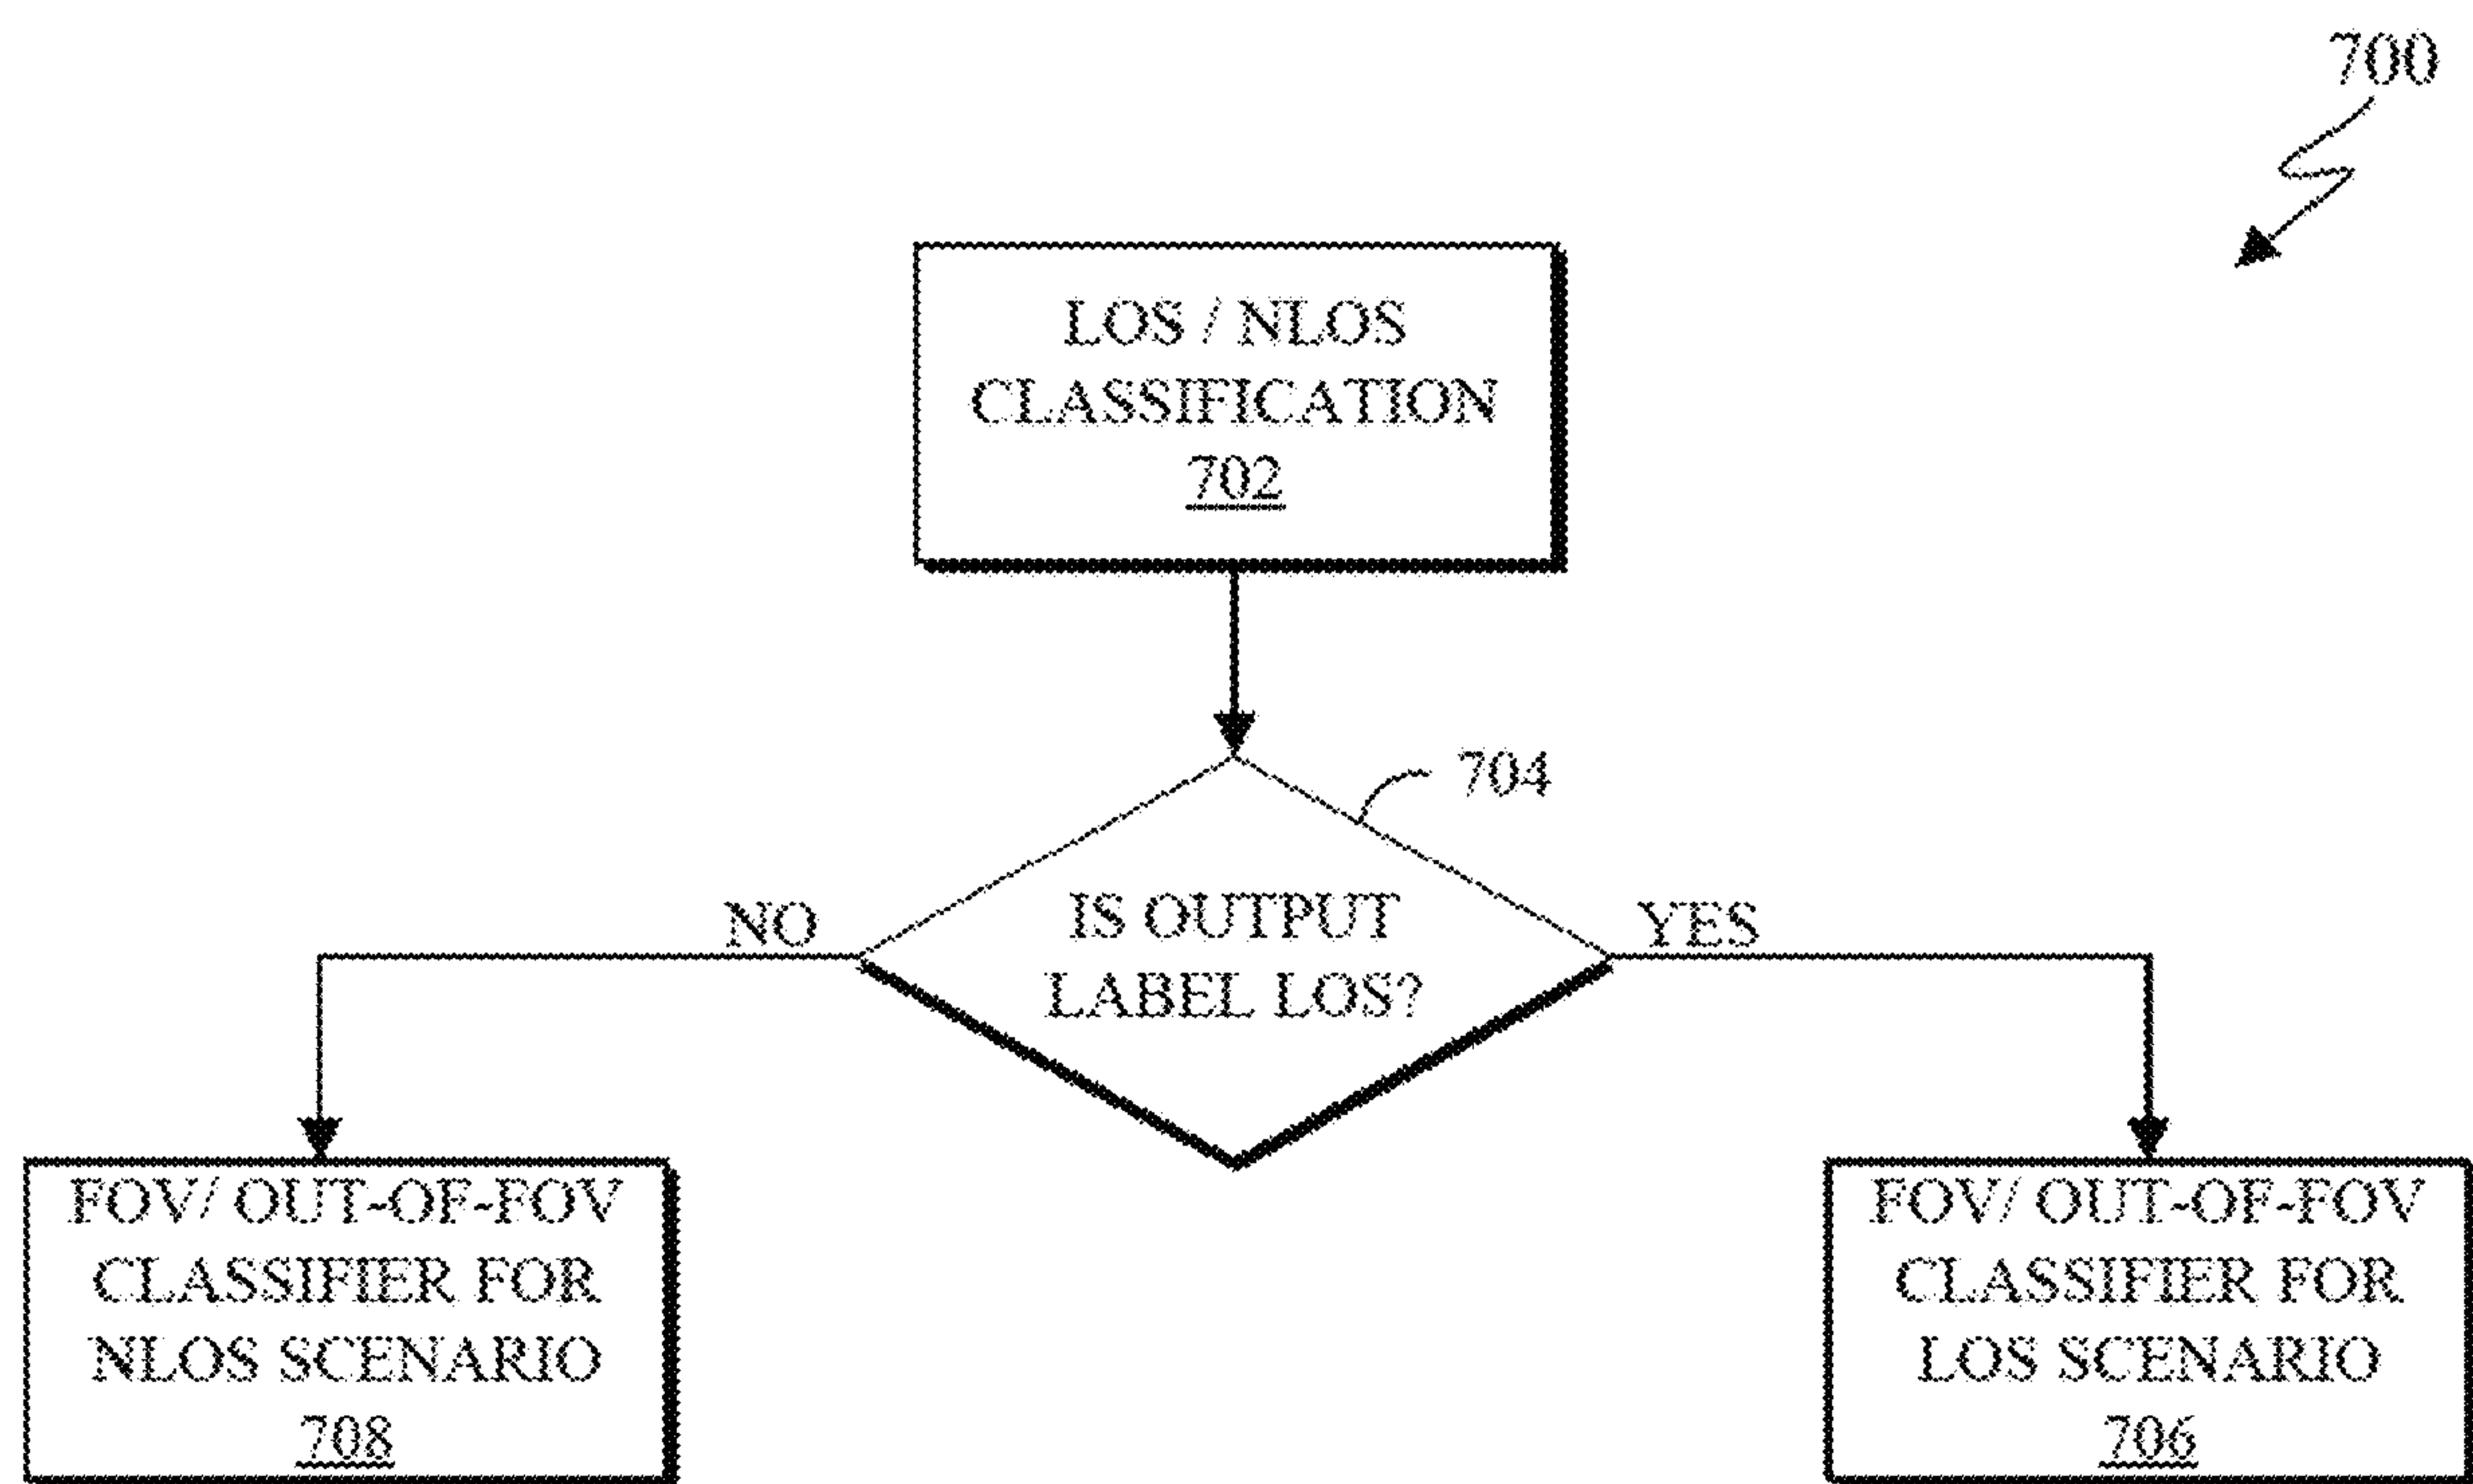 700
LOS / NLOS
CLASSIFICATION
702
704
IS OUTPUT
LABEL LOS?
NO
YES
FOV/ OUT-OF-FOV
CLASSIFIER FOR
NLOS SCENARIO
708
FOV/ OUT-OF-FOV
CLASSIFIER FOR
LOS SCENARIO
706